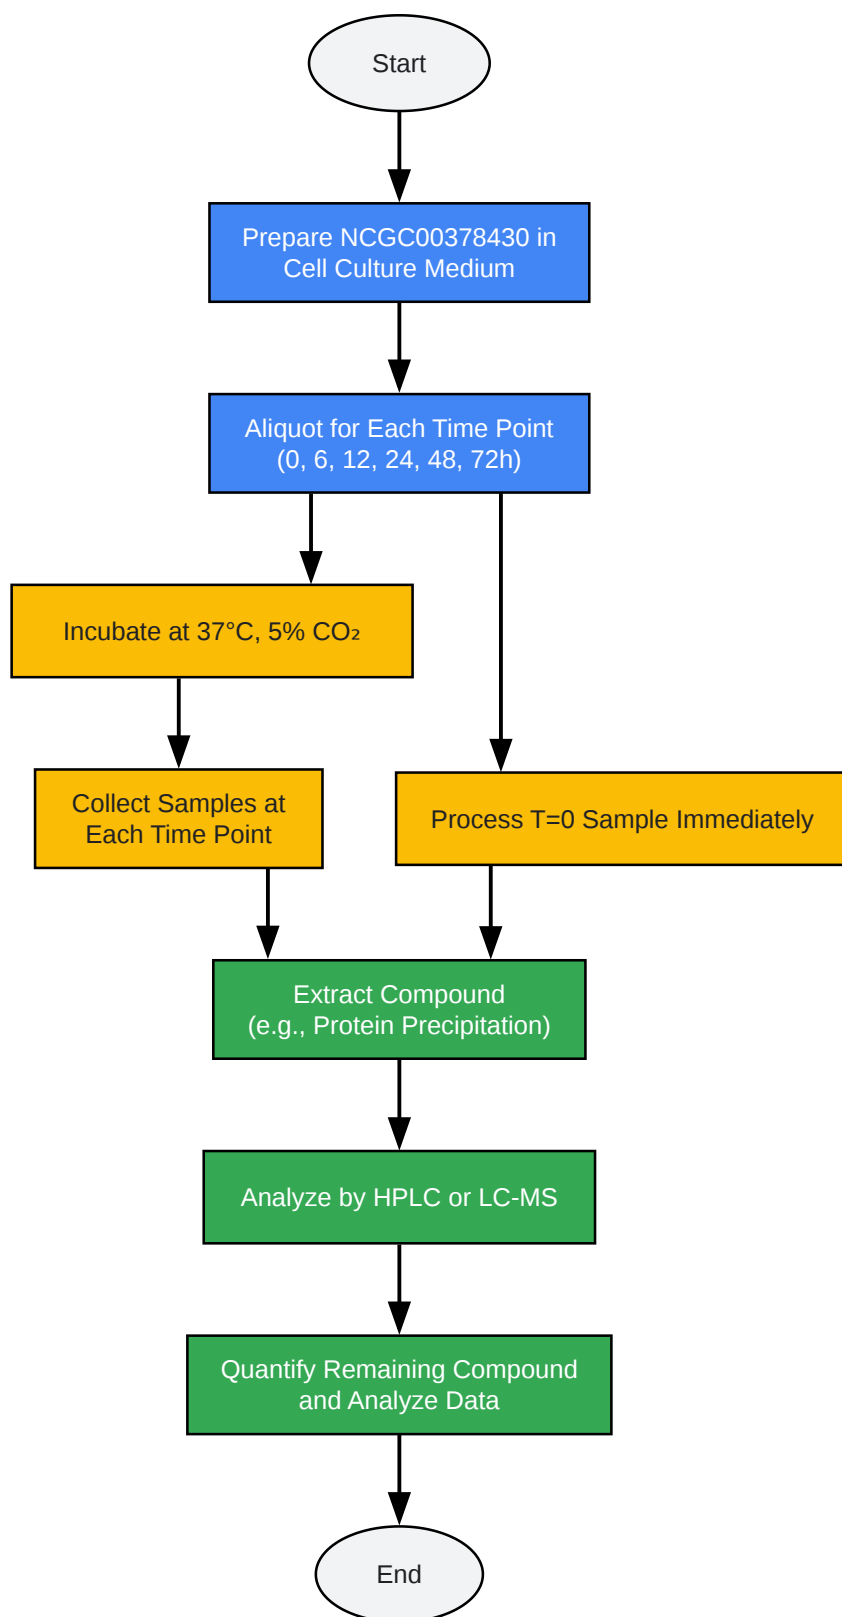 Start
Prepare NCGC00378430 in
Cell Culture Medium
Aliquot for Each Time Point
(0, 6, 12, 24, 48, 72h)
Incubate at 37°C, 5% CO₂
Collect Samples at
Each Time Point
Process T=0 Sample Immediately
Extract Compound
(e.g., Protein Precipitation)
Analyze by HPLC or LC-MS
Quantify Remaining Compound
and Analyze Data
End